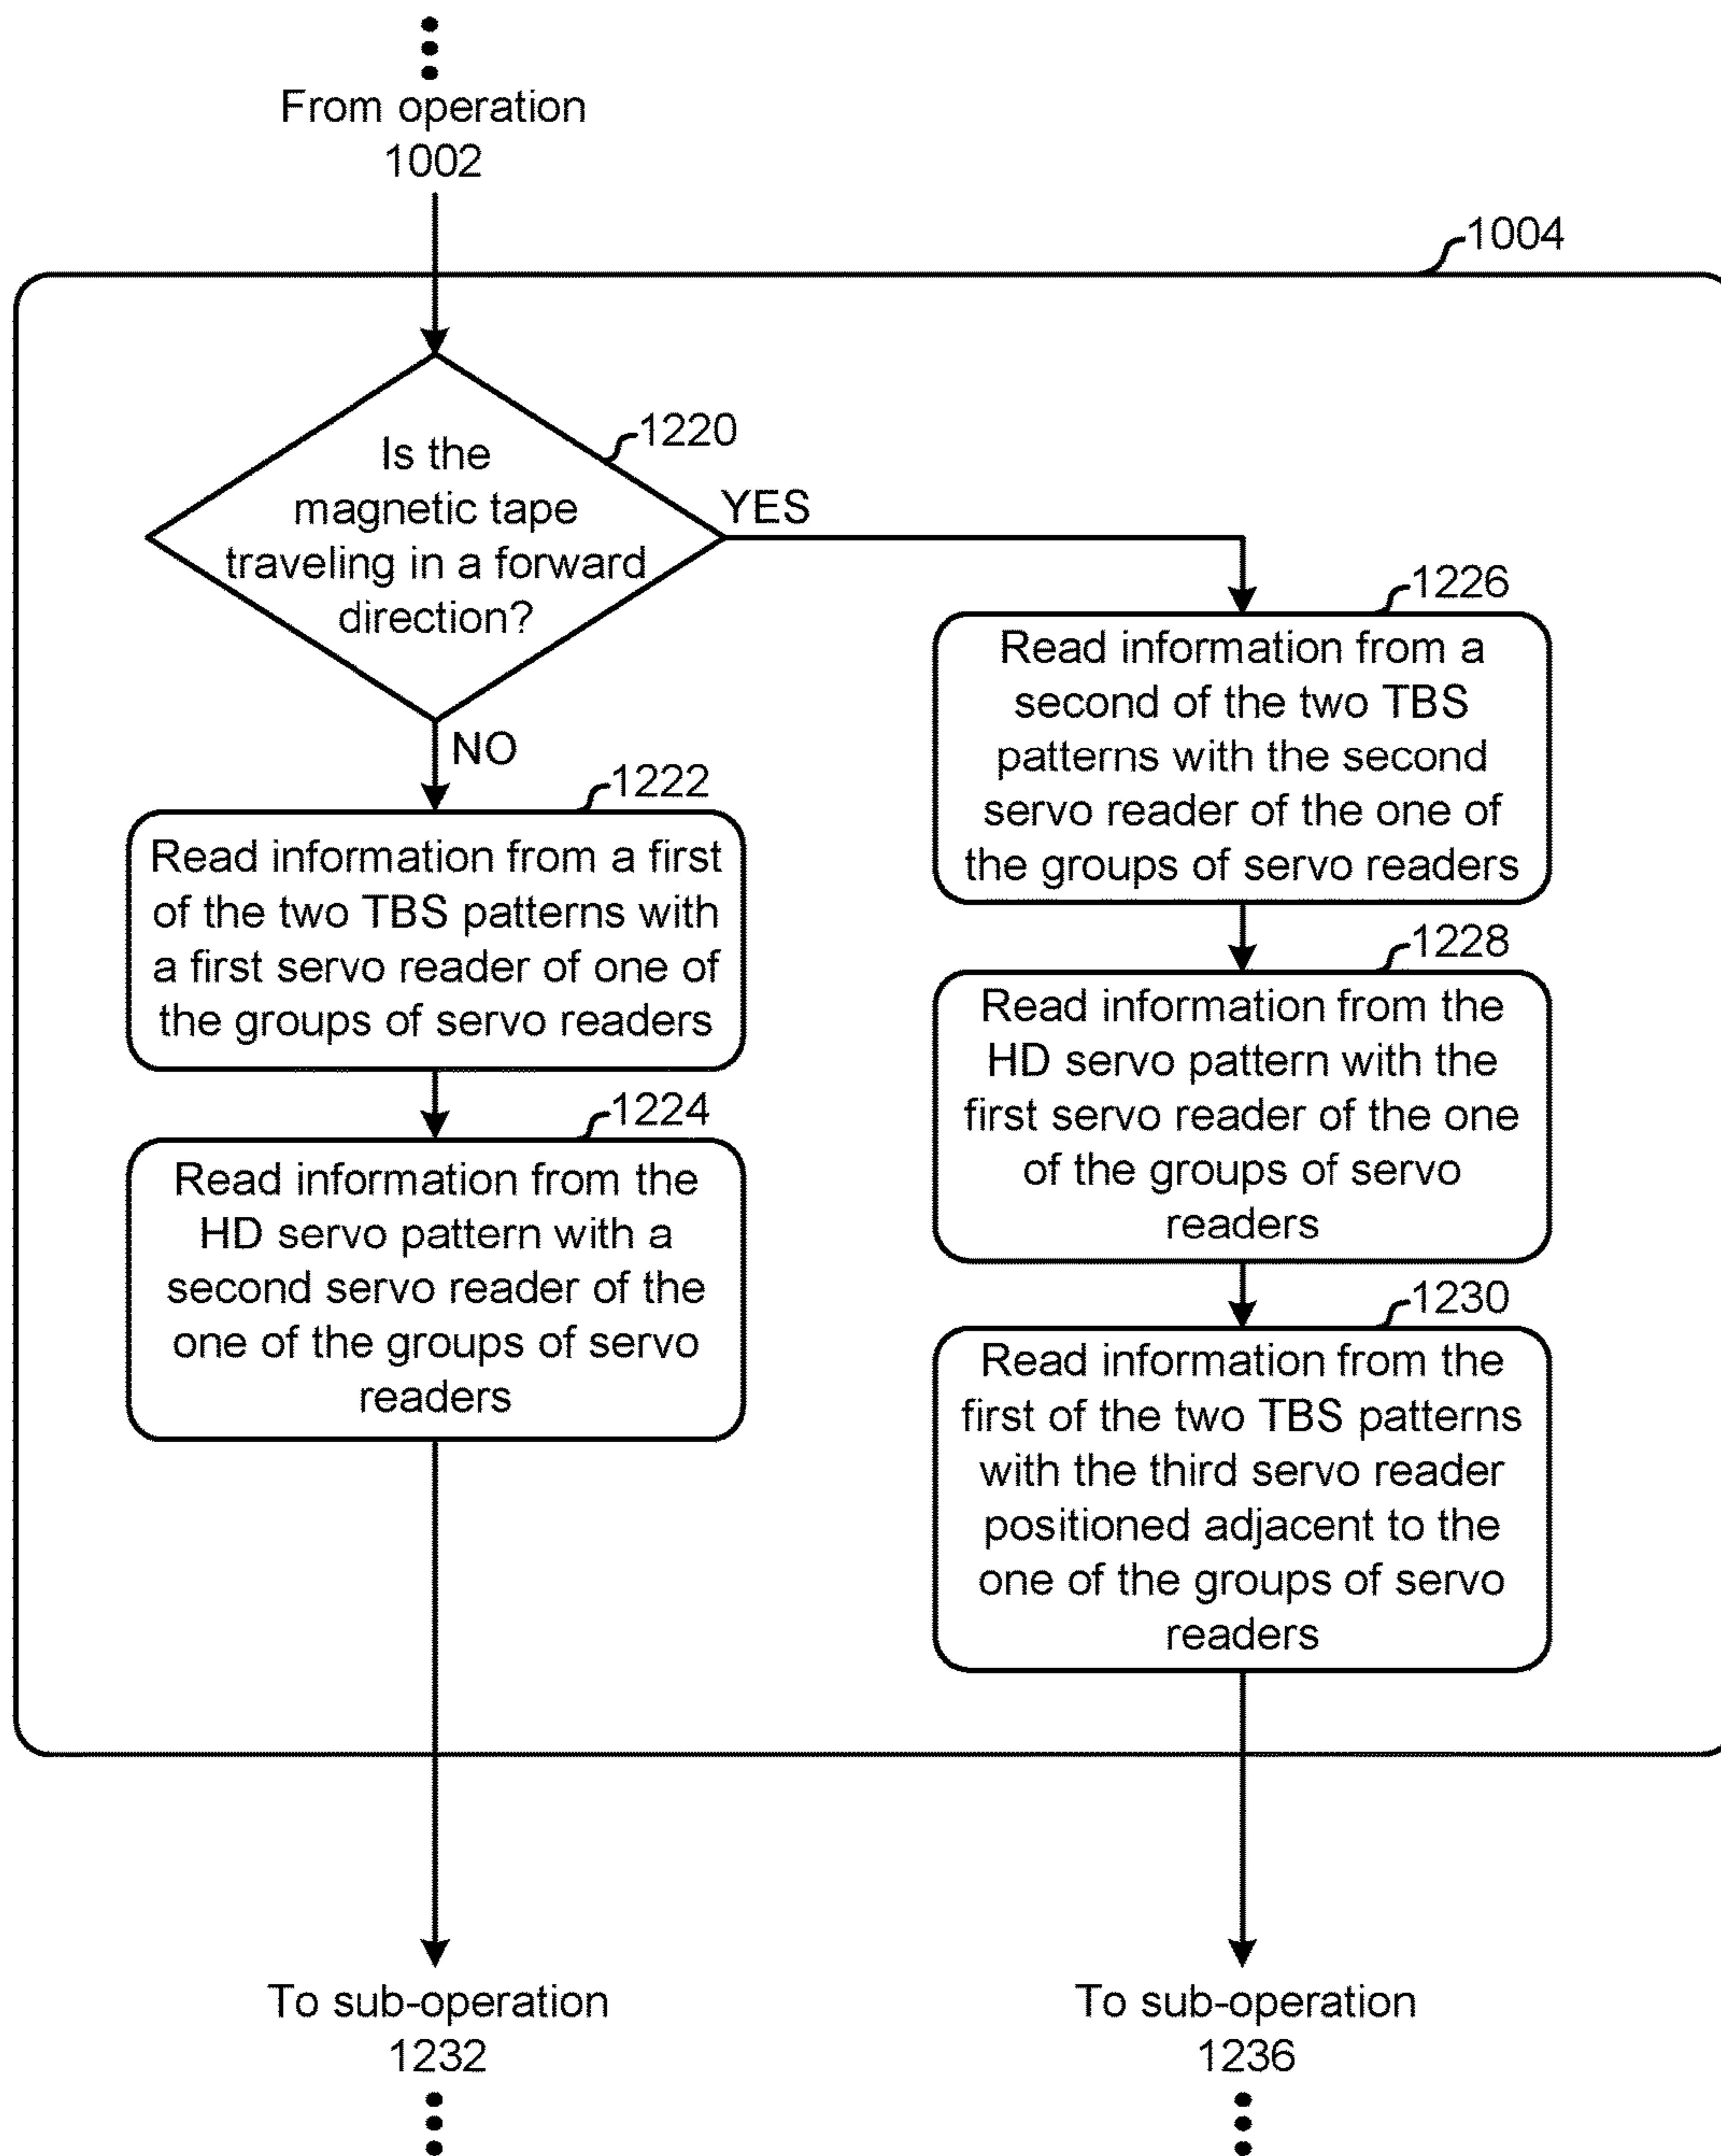 From operation
1002
1004
1220
Is the
magnetic tape
traveling in a forward
direction?
YES
NO
1222
Read information from a first
of the two TBS patterns with
a first servo reader of one of
the groups of servo readers
1224
Read information from the
HD servo pattern with a
second servo reader of the
one of the groups of servo
readers
1226
Read information from a
second of the two TBS
patterns with the second
servo reader of the one of
the groups of servo readers
1228
Read information from the
HD servo pattern with the
first servo reader of the one
of the groups of servo
readers
1230
Read information from the
first of the two TBS patterns
with the third servo reader
positioned adjacent to the
one of the groups of servo
readers
To sub-operation
1232
To sub-operation
1236